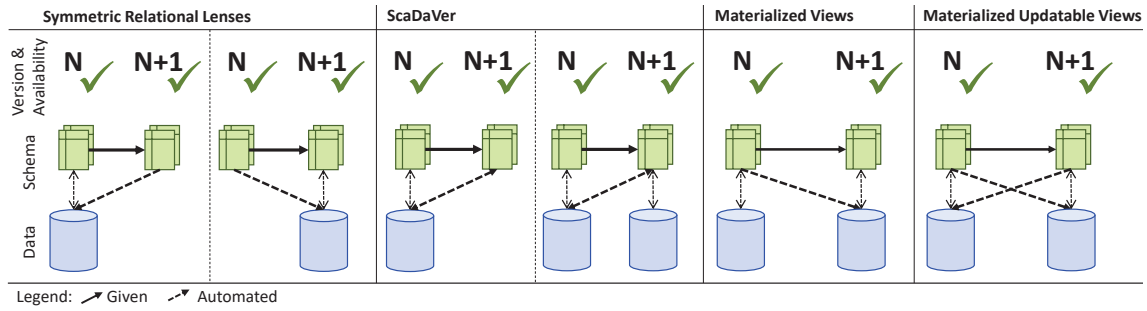 Symmetric Relational Lenses ScaDaVer Materialized Views Materialized Updatable Views
Version &
Availability
N N+1 N N+1 N N+1 N N+1 N N+1 N N+1
Schema
Data
Legend: Given Automated